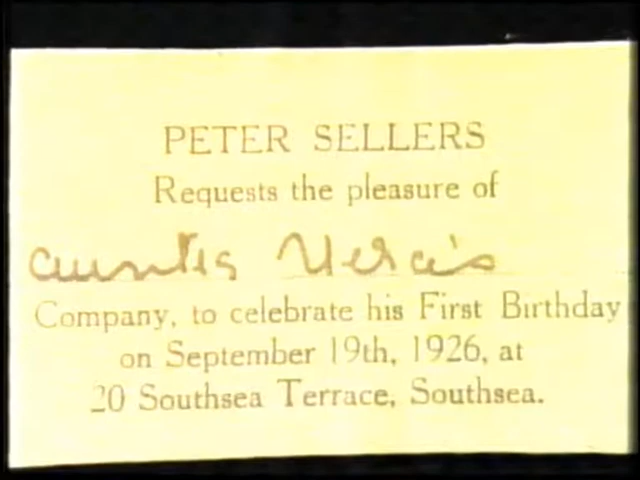 PETER SELLERS
Requests the pleasure of
Auntie Vera's
Company, to celebrate his First Birthday
on September 19th, 1926, at
20 Southsea Terrace, Southsea.